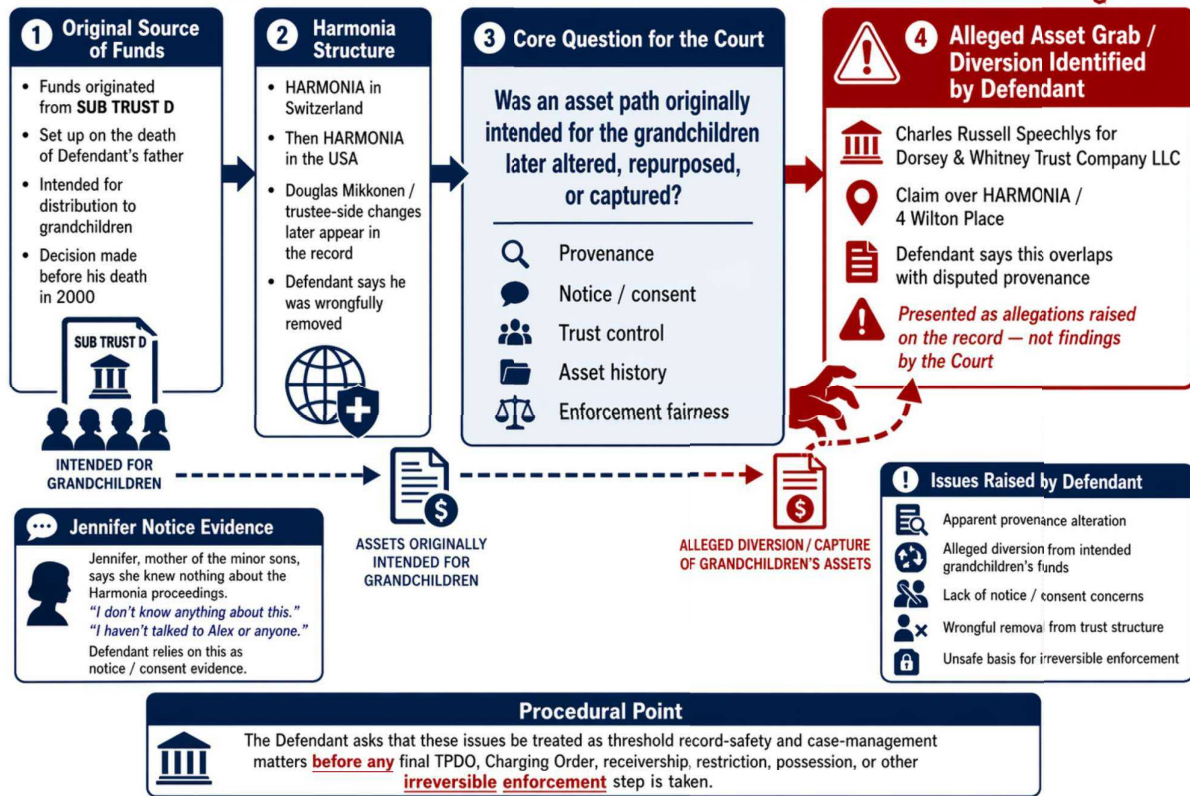 1 Original Source
of Funds
• Funds originated
from SUB TRUST D
• Set up on the death
of Defendant's father
• Intended for
distribution to
grandchildren
• Decision made
before his death
in 2000
SUB TRUST D
INTENDED FOR
GRANDCHILDREN
2 Harmonia
Structure
• HARMONIA in
Switzerland
• Then HARMONIA
in the USA
• Douglas Mikkonen /
trustee-side changes
later appear in
the record
• Defendant says he
was wrongfully
removed
3 Core Question for the Court
Was an asset path originally
intended for the grandchildren
later altered, repurposed,
or captured?
Provenance
Notice / consent
Trust control
Asset history
Enforcement fairness
4 Alleged Asset Grab /
Diversion Identified
by Defendant
Charles Russell Speechlys for
Dorsey & Whitney Trust Company LLC
Claim over HARMONIA /
4 Wilton Place
Defendant says this overlaps
with disputed provenance
Presented as allegations raised
on the record — not findings
by the Court
Jennifer Notice Evidence
Jennifer, mother of the minor sons,
says she knew nothing about the
Harmonia proceedings.
"I don't know anything about this."
"I haven't talked to Alex or anyone."
Defendant relies on this as
notice / consent evidence.
$
ASSETS ORIGINALLY
INTENDED FOR
GRANDCHILDREN
$
ALLEGED DIVERSION / CAPTURE
OF GRANDCHILDREN'S ASSETS
! Issues Raised by Defendant
Apparent provenance alteration
Alleged diversion from intended
grandchildren's funds
Lack of notice / consent concerns
Wrongful removal from trust structure
Unsafe basis for irreversible enforcement
Procedural Point
The Defendant asks that these issues be treated as threshold record-safety and case-management
matters before any final TPDO, Charging Order, receivership, restriction, possession, or other
irreversible enforcement step is taken.